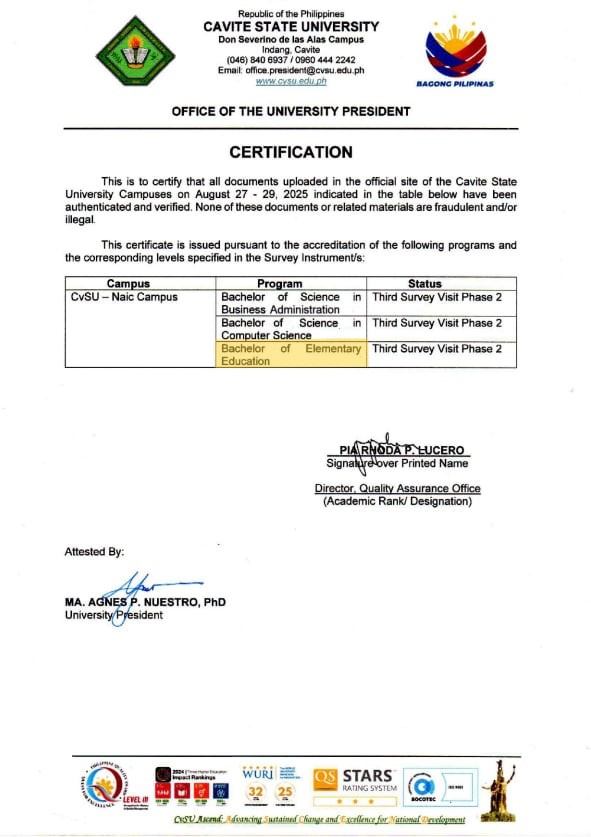 Republic of the Philippines
CAVITE STATE UNIVERSITY
Don Severino de las Alas Campus
Indang, Cavite
(046) 840 6937 / 0960 444 2242
Email: office.president@cvsu.edu.ph
www.cvsu.edu.ph
BAGONG PILIPINAS
OFFICE OF THE UNIVERSITY PRESIDENT
CERTIFICATION
This is to certify that all documents uploaded in the official site of the Cavite State
University Campuses on August 27 - 29, 2025 indicated in the table below have been
authenticated and verified. None of these documents or related materials are fraudulent and/or
illegal.
This certificate is issued pursuant to the accreditation of the following programs and
the corresponding levels specified in the Survey Instrument/s:
Campus Program Status
CvSU – Naic Campus Bachelor of Science in Third Survey Visit Phase 2
Business Administration
Bachelor of Science in Third Survey Visit Phase 2
Computer Science
Bachelor of Elementary Third Survey Visit Phase 2
Education
PIA RHODA P. LUCERO
Signature over Printed Name
Director, Quality Assurance Office
(Academic Rank/ Designation)
Attested By:
MA. AGNES P. NUESTRO, PhD
University President
LEVEL III
2024 Times Higher Education
Impact Rankings
WURI
32 25
QS STARS
RATING SYSTEM
SOCOTEC
ISO 9001
CvSU Ascend: Advancing Sustained Change and Excellence for National Development